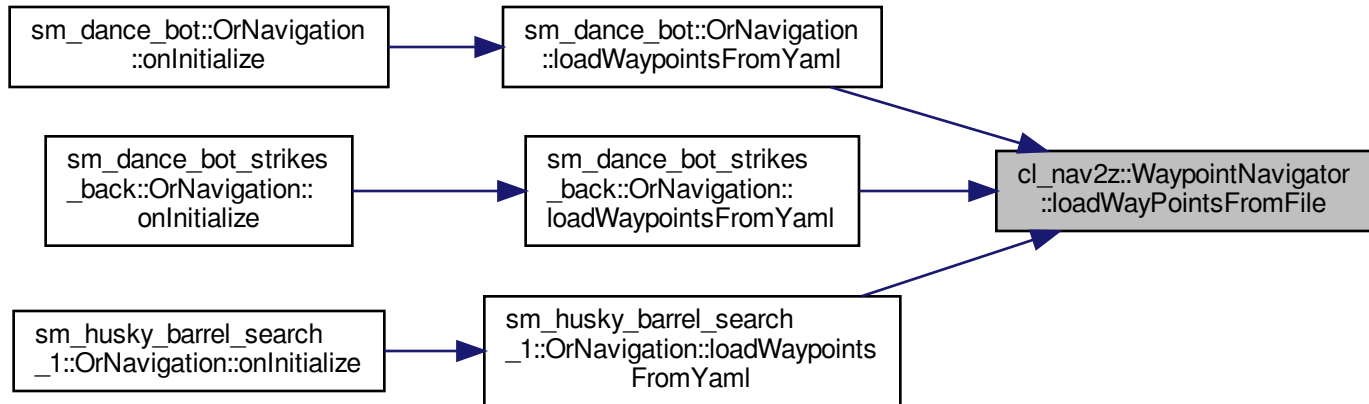 sm_dance_bot::OrNavigation
::onInitialize
sm_dance_bot::OrNavigation
::loadWaypointsFromYaml
sm_dance_bot_strikes
_back::OrNavigation::
onInitialize
sm_dance_bot_strikes
_back::OrNavigation::
loadWaypointsFromYaml
cl_nav2z::WaypointNavigator
::loadWayPointsFromFile
sm_husky_barrel_search
_1::OrNavigation::onInitialize
sm_husky_barrel_search
_1::OrNavigation::loadWaypoints
FromYaml